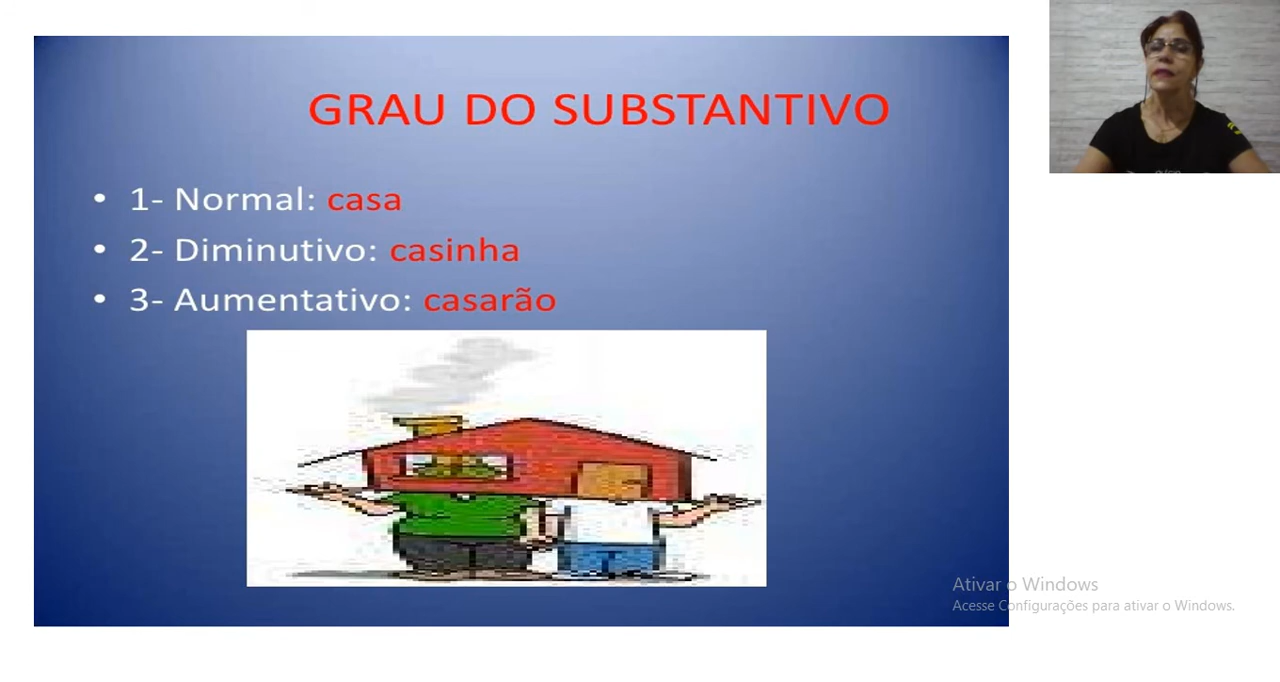 GRAU DO SUBSTANTIVO
• 1- Normal: casa
• 2- Diminutivo: casinha
• 3- Aumentativo: casarão
Ativar o Windows
Acesse Configurações para ativar o Windows.